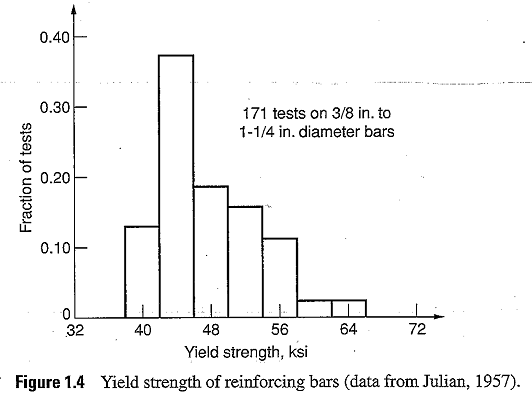 0.40
0.30
0.20
0.10
0
Fraction of tests
171 tests on 3/8 in. to
1-1/4 in. diameter bars
32 40 48 56 64 72
Yield strength, ksi
Figure 1.4 Yield strength of reinforcing bars (data from Julian, 1957).